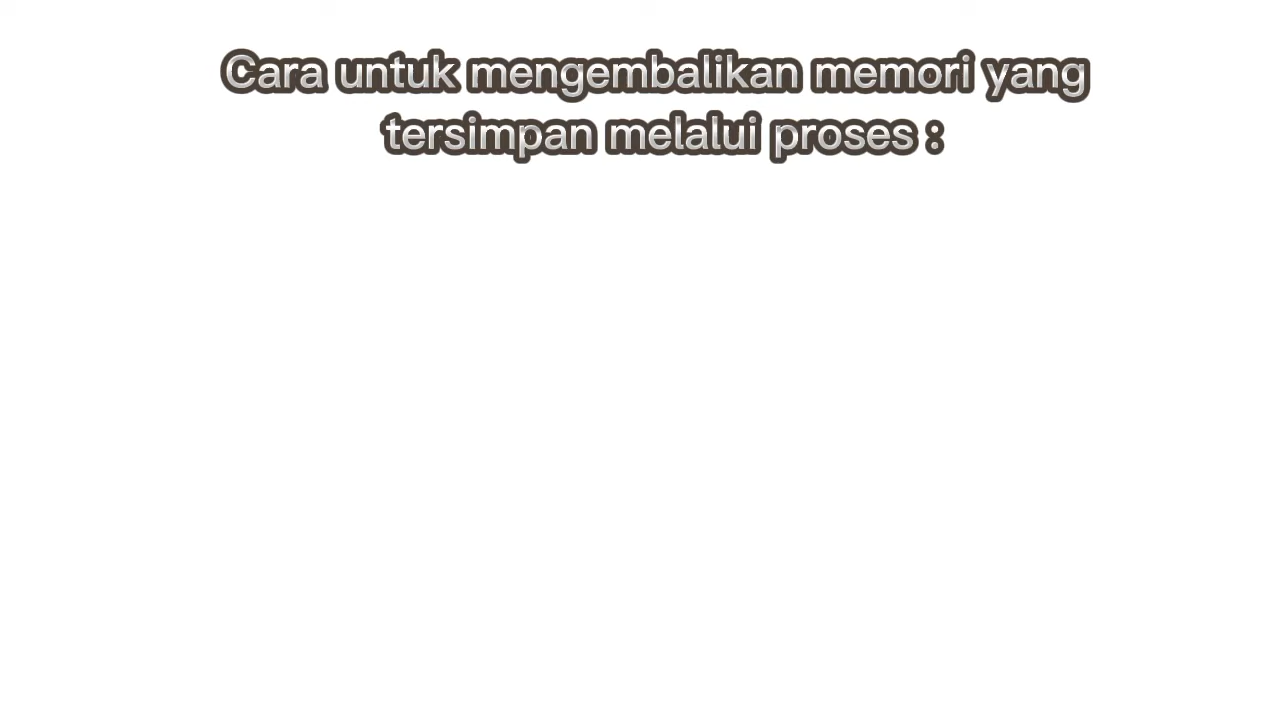 Cara untuk mengembalikan memori yang
tersimpan melalui proses :